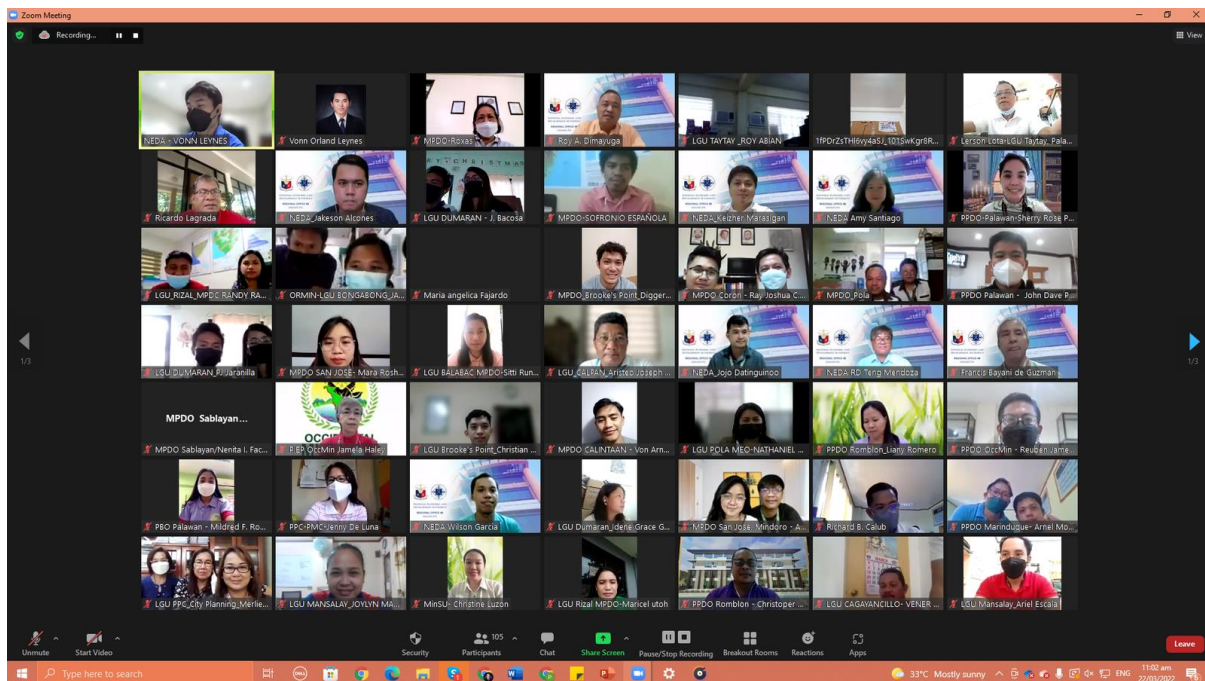 Zoom Meeting
Recording...
View
NEDA - VONN LEYNES
Vonn Orland Leynes
MPDO-Roxas
Roy A. Dimayuga
LGU TAYTAY _ROY ABIAN
Lerson Lota-LGU Taytay, Pala...
Ricardo Lagrada
NEDA_Jakeson Alcones
LGU DUMARAN - J. Bacosa
MPDO-SOFRONIO ESPAÑOLA
NEDA_Keizher Marasigan
NEDA Amy Santiago
PPDO-Palawan-Sherry Rose P...
LGU_RIZAL_MPDC RANDY RA...
ORMIN-LGU BONGABONG_JA...
Maria angelica Fajardo
MPDO_Brooke's Point_Digger...
MPDO Coron - Ray Joshua C...
MPDO_Pola
PPDO Palawan - John Dave P...
LGU DUMARAN_PJ Jaranilla
MPDO SAN JOSE- Mara Rosh...
LGU BALABAC MPDO-Sitti Run...
LGU_CALPAN_Aristeo Joseph ...
NEDA_Jojo Datinguinoo
NEDA RD Teng Mendoza
Francis Bayani de Guzman
MPDO Sablayan...
MPDO Sablayan/Nenita I. Fac...
PIEP OccMin Jamela Haley
LGU Brooke's Point_Christian ...
MPDO CALINTAAN - Von Arn...
LGU POLA MEO-NATHANIEL ...
PPDO Romblon_Liany Romero
PPDO OccMin - Reuben Jame...
PBO Palawan - Mildred F. Ro...
PPC-PMC-Jenny De Luna
NEDA Wilson Garcia
LGU Dumaran_Idene Grace G...
MPDO San Jose, Mindoro - A...
Richard B. Calub
PPDO Marinduque- Arnel Mo...
LGU PPC_City Planning_Merlie...
LGU MANSALAY_JOYLYN MA...
MinSU- Christine Luzon
LGU Rizal MPDO-Maricel utoh
PPDO Romblon - Christoper ...
LGU CAGAYANCILLO- VENER ...
LGU Mansalay_Ariel Escala
1/3
1/3
Unmute
Start Video
Security
Participants
105
Chat
Share Screen
Pause/Stop Recording
Breakout Rooms
Reactions
Apps
Leave
Type here to search
33°C Mostly sunny
ENG
11:02 am
22/03/2022